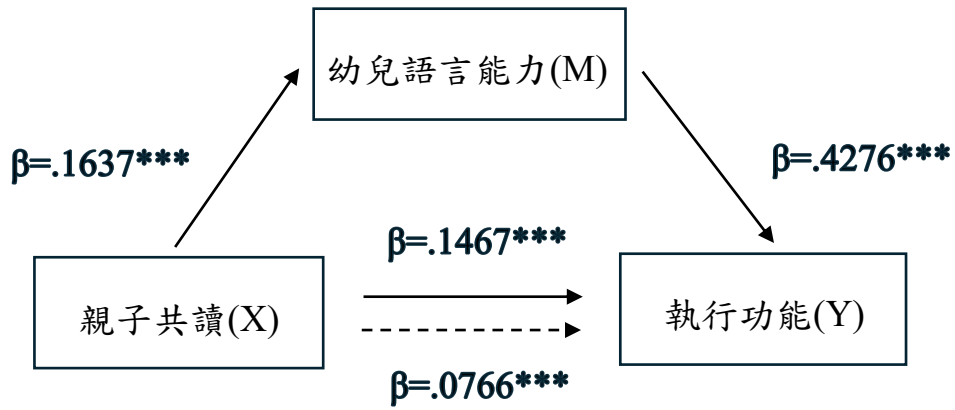 幼兒語言能力(M)
β=.1637***
β=.4276***
β=.1467***
親子共讀(X)
執行功能(Y)
β=.0766***